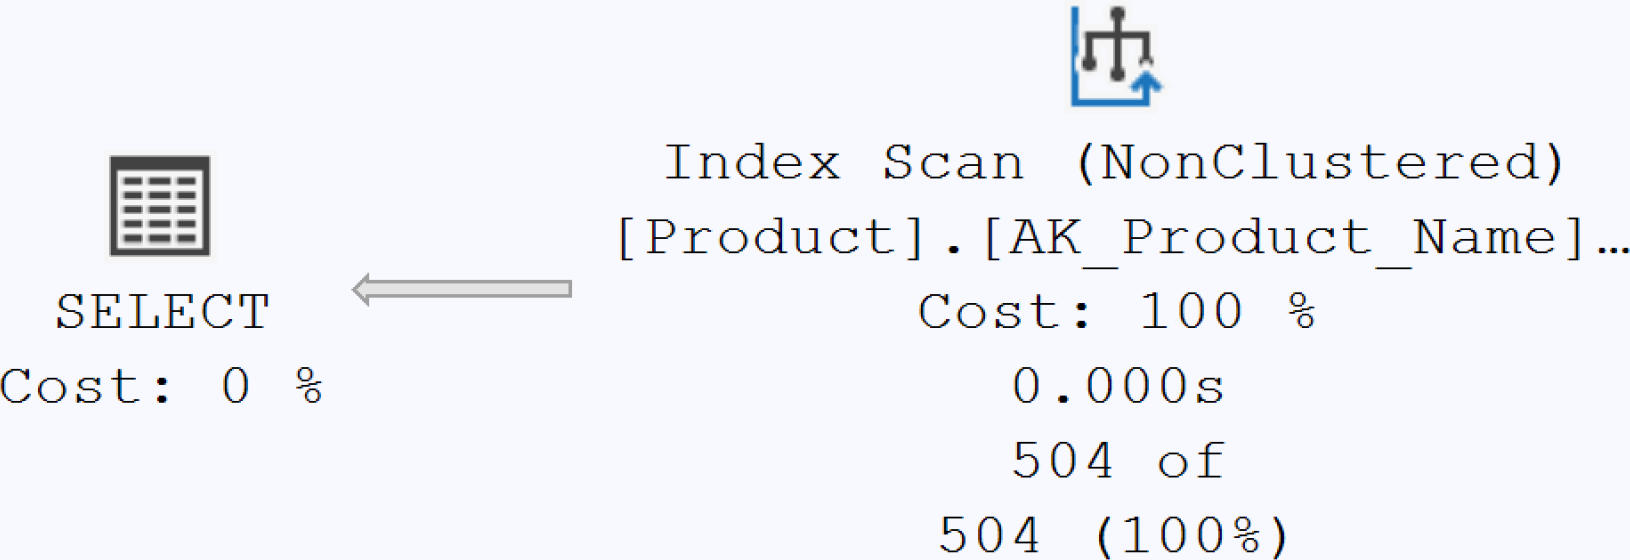 SELECT
Cost: 0 %
Index Scan (NonClustered)
[Product].[AK_Product_Name]…
Cost: 100 %
0.000s
504 of
504 (100%)